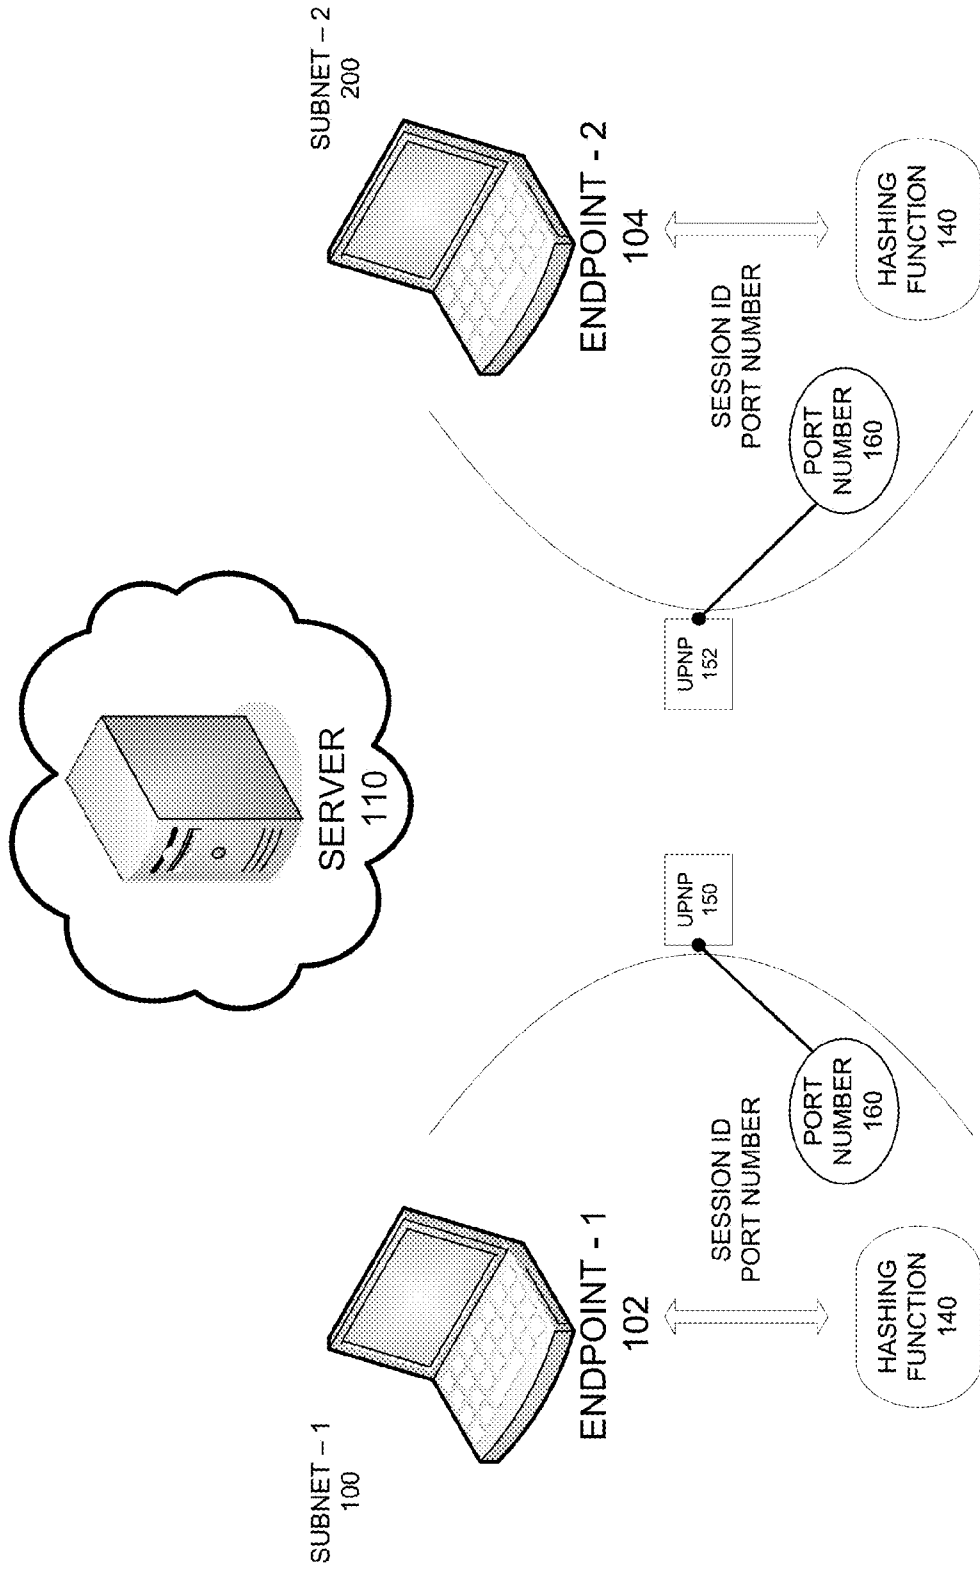 SERVER
110
SUBNET – 1
100
SUBNET – 2
200
ENDPOINT - 1
102
ENDPOINT - 2
104
SESSION ID
PORT NUMBER
UPNP
150
UPNP
152
SESSION ID
PORT NUMBER
HASHING
FUNCTION
140
PORT
NUMBER
160
PORT
NUMBER
160
HASHING
FUNCTION
140